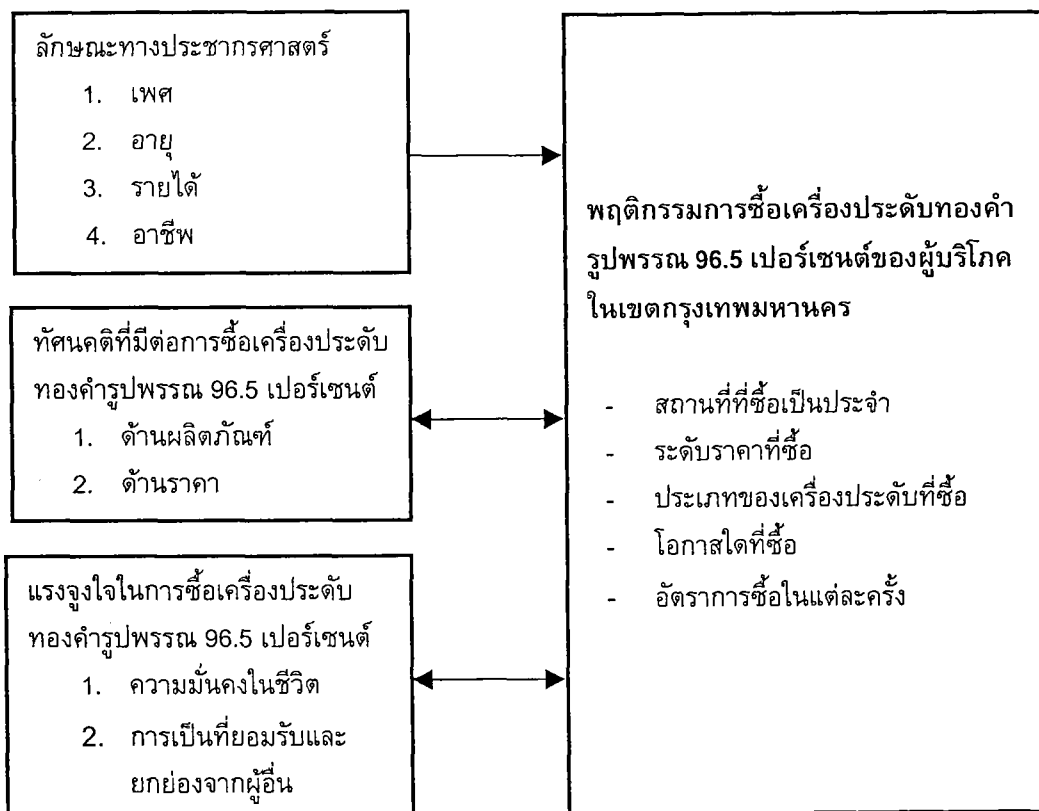 ลักษณะทางประชากรศาสตร์
1. เพศ
2. อายุ
3. รายได้
4. อาชีพ
ทัศนคติที่มีต่อการซื้อเครื่องประดับ
ทองคำรูปพรรณ 96.5 เปอร์เซนต์
1. ด้านผลิตภัณฑ์
2. ด้านราคา
แรงจูงใจในการซื้อเครื่องประดับ
ทองคำรูปพรรณ 96.5 เปอร์เซนต์
1. ความมั่นคงในชีวิต
2. การเป็นที่ยอมรับและ
ยกย่องจากผู้อื่น
พฤติกรรมการซื้อเครื่องประดับทองคำ
รูปพรรณ 96.5 เปอร์เซนต์ของผู้บริโภค
ในเขตกรุงเทพมหานคร
- สถานที่ที่ซื้อเป็นประจำ
- ระดับราคาที่ซื้อ
- ประเภทของเครื่องประดับที่ซื้อ
- โอกาสใดที่ซื้อ
- อัตราการซื้อในแต่ละครั้ง